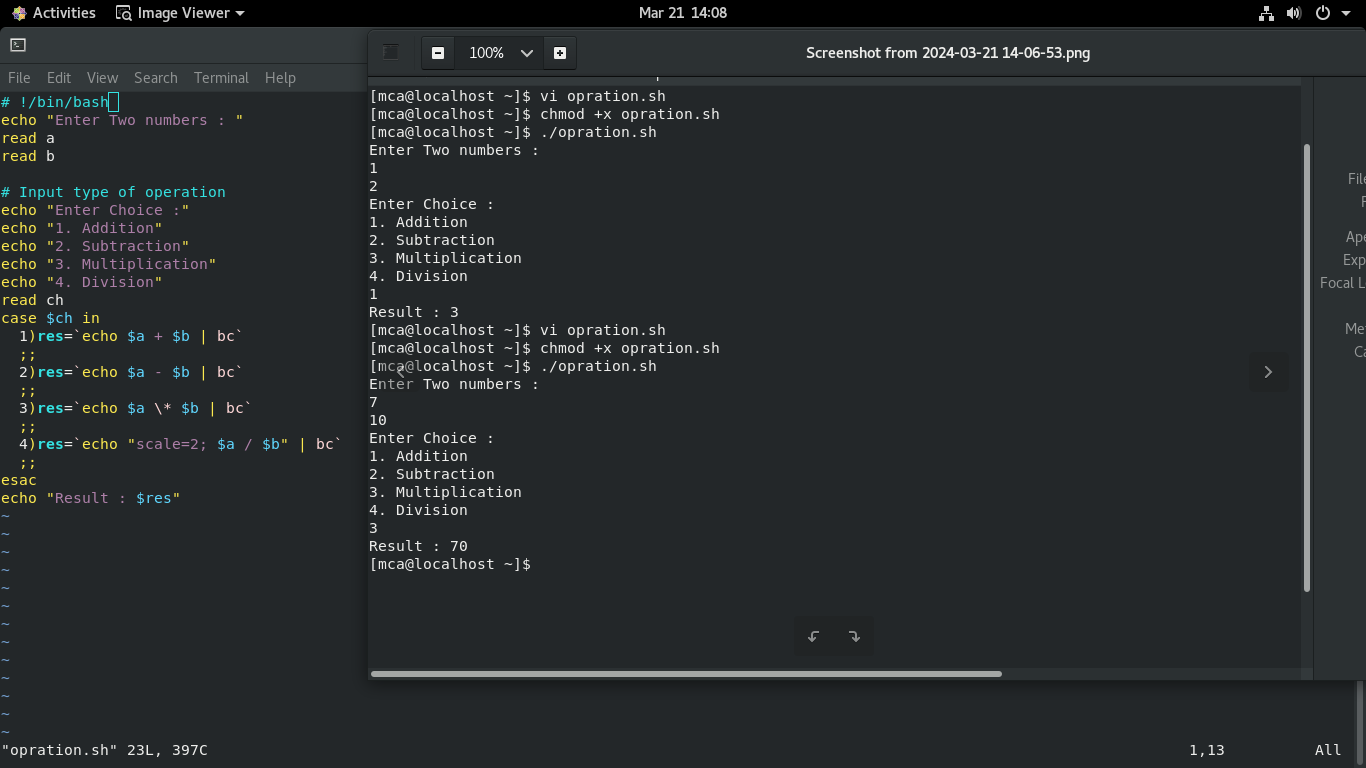 Activities Image Viewer Mar 21 14:08
100% Screenshot from 2024-03-21 14-06-53.png
File Edit View Search Terminal Help
# !/bin/bash
echo "Enter Two numbers : "
read a
read b
# Input type of operation
echo "Enter Choice :"
echo "1. Addition"
echo "2. Subtraction"
echo "3. Multiplication"
echo "4. Division"
read ch
case $ch in
  1)res=`echo $a + $b | bc`
  ;;
  2)res=`echo $a - $b | bc`
  ;;
  3)res=`echo $a \* $b | bc`
  ;;
  4)res=`echo "scale=2; $a / $b" | bc`
  ;;
esac
echo "Result : $res"
~
~
~
~
~
~
~
~
~
~
~
~
~
"opration.sh" 23L, 397C 1,13 All
[mca@localhost ~]$ vi opration.sh
[mca@localhost ~]$ chmod +x opration.sh
[mca@localhost ~]$ ./opration.sh
Enter Two numbers :
1
2
Enter Choice :
1. Addition
2. Subtraction
3. Multiplication
4. Division
1
Result : 3
[mca@localhost ~]$ vi opration.sh
[mca@localhost ~]$ chmod +x opration.sh
[mca@localhost ~]$ ./opration.sh
Enter Two numbers :
7
10
Enter Choice :
1. Addition
2. Subtraction
3. Multiplication
4. Division
3
Result : 70
[mca@localhost ~]$
File
Ape
Exp
Focal L
Me
Ca